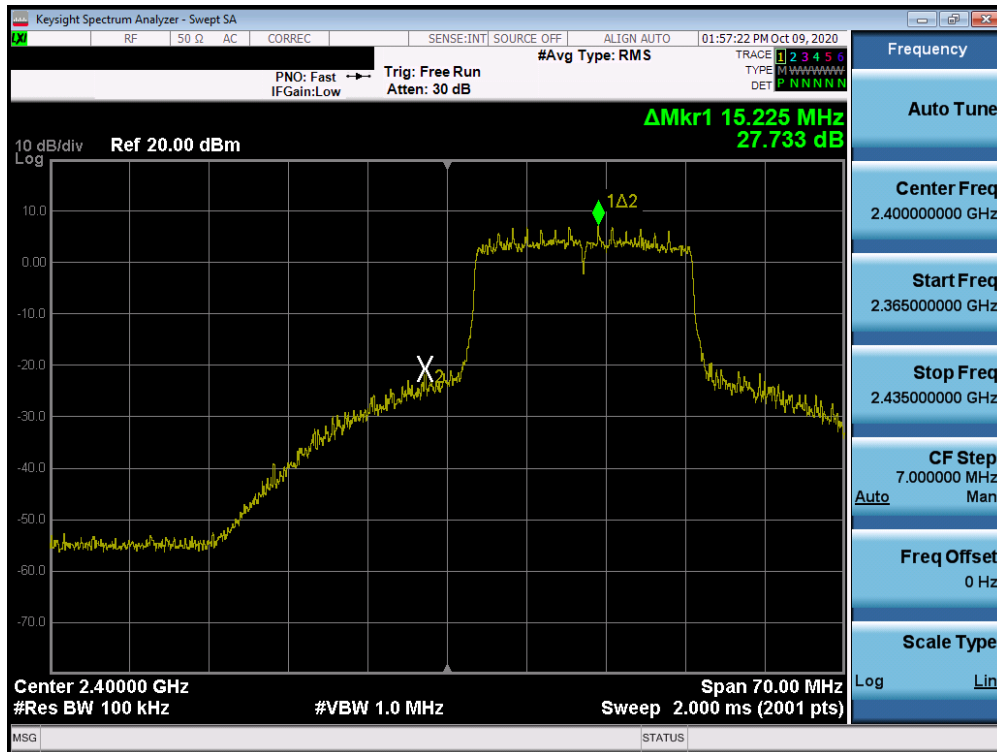 Keysight Spectrum Analyzer - Swept SA
LXI RF 50 Ω AC CORREC SENSE:INT SOURCE OFF ALIGN AUTO 01:57:22 PM Oct 09, 2020
#Avg Type: RMS
TRACE 1 2 3 4 5 6
TYPE M WWWWW
DET P N N N N N
PNO: Fast
IFGain:Low
Trig: Free Run
Atten: 30 dB
ΔMkr1 15.225 MHz
27.733 dB
10 dB/div Ref 20.00 dBm
Log
10.0
0.00
-10.0
-20.0
-30.0
-40.0
-50.0
-60.0
-70.0
1Δ2
X2
Center 2.40000 GHz Span 70.00 MHz
#Res BW 100 kHz #VBW 1.0 MHz Sweep 2.000 ms (2001 pts)
MSG STATUS
Frequency
Auto Tune
Center Freq
2.400000000 GHz
Start Freq
2.365000000 GHz
Stop Freq
2.435000000 GHz
CF Step
7.000000 MHz
Auto Man
Freq Offset
0 Hz
Scale Type
Log Lin